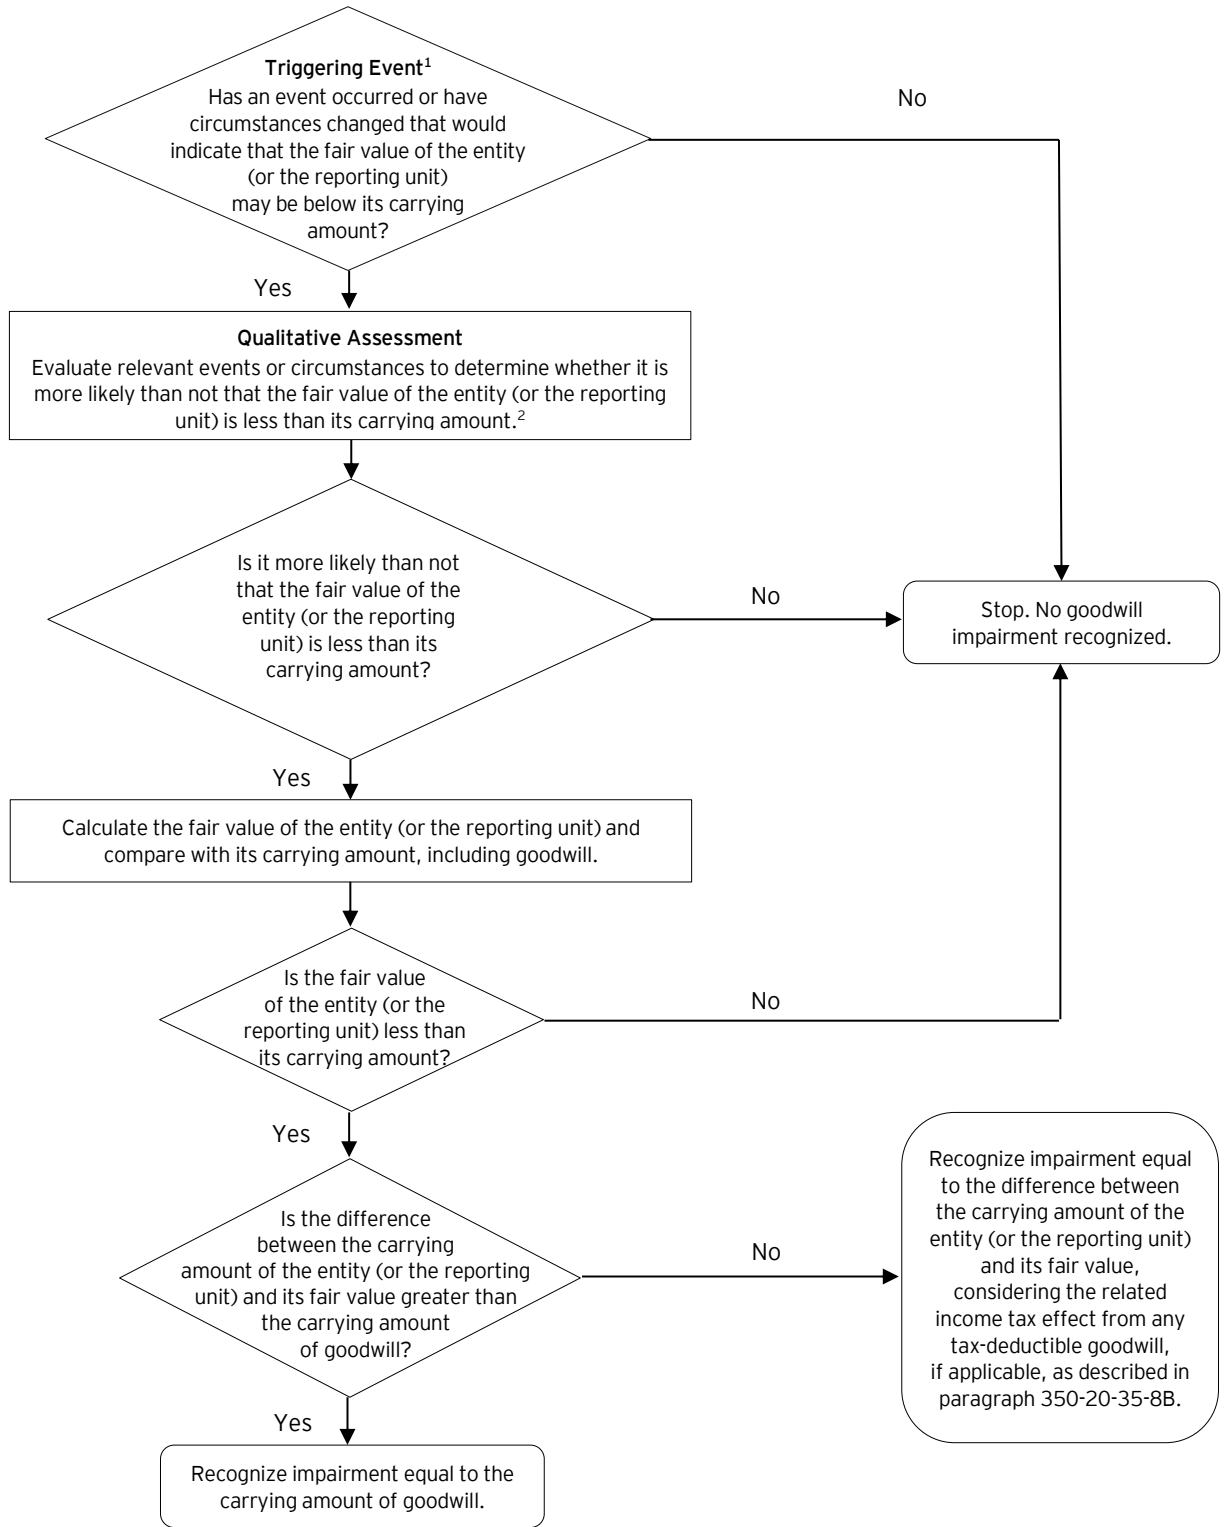 Triggering Event¹
Has an event occurred or have
circumstances changed that would
indicate that the fair value of the entity
(or the reporting unit)
may be below its carrying
amount?
No
Yes
Qualitative Assessment
Evaluate relevant events or circumstances to determine whether it is
more likely than not that the fair value of the entity (or the reporting
unit) is less than its carrying amount.²
Is it more likely than not
that the fair value of the
entity (or the reporting
unit) is less than its
carrying amount?
No
Stop. No goodwill
impairment recognized.
Yes
Calculate the fair value of the entity (or the reporting unit) and
compare with its carrying amount, including goodwill.
Is the fair value
of the entity (or the
reporting unit) less than
its carrying amount?
No
Yes
Is the difference
between the carrying
amount of the entity (or the reporting
unit) and its fair value greater than
the carrying amount
of goodwill?
No
Recognize impairment equal
to the difference between
the carrying amount of the
entity (or the reporting unit)
and its fair value,
considering the related
income tax effect from any
tax-deductible goodwill,
if applicable, as described in
paragraph 350-20-35-8B.
Yes
Recognize impairment equal to the
carrying amount of goodwill.